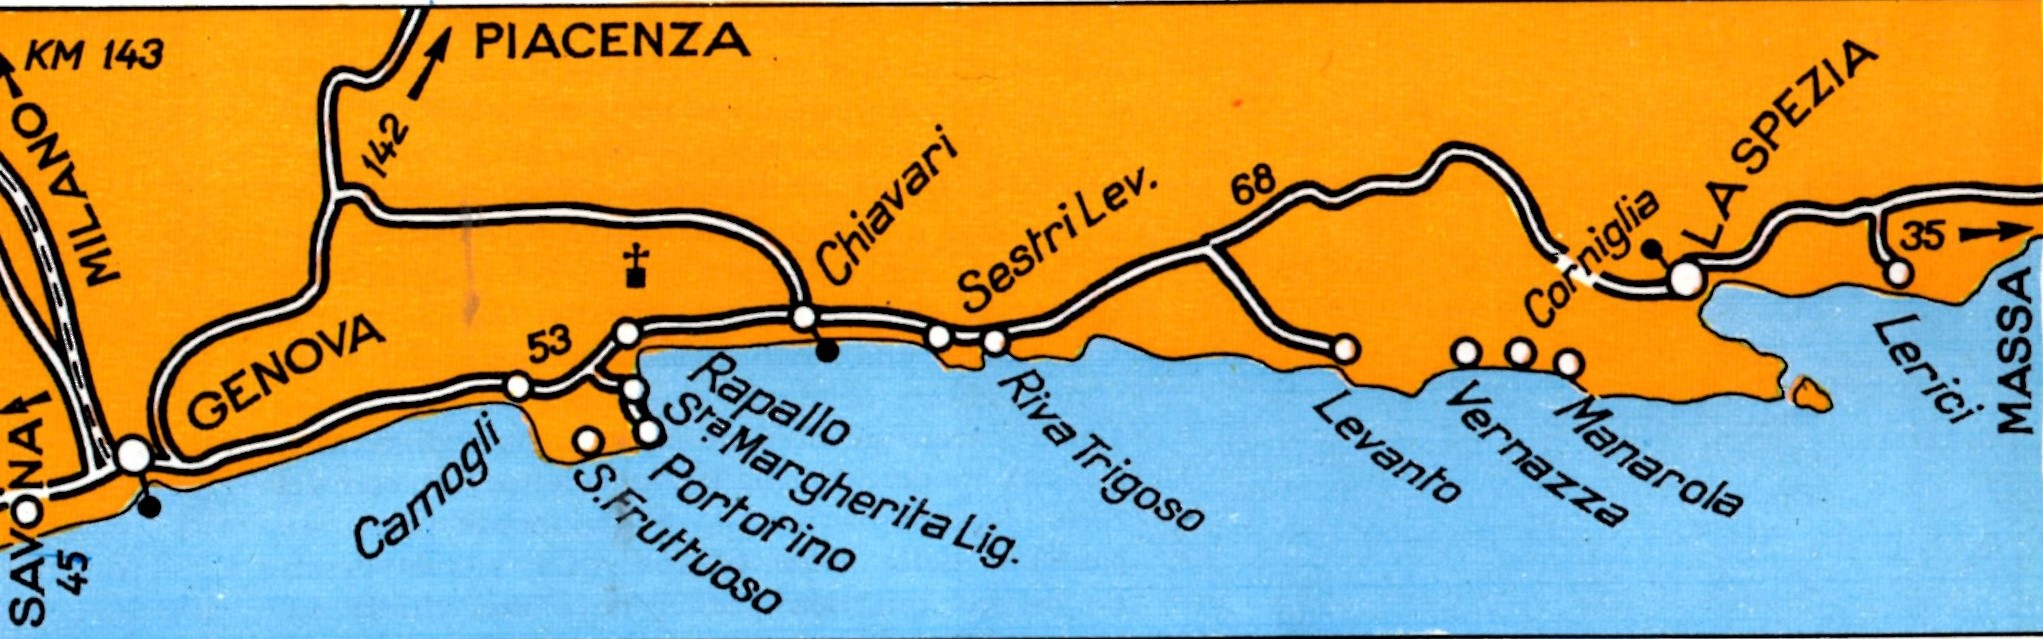 KM 143
PIACENZA
MILANO
142
Chiavari
Sestri Lev.
68
Corniglia
LA SPEZIA
35
GENOVA
53
SAVONA
45
Camogli
Rapallo
Sta Margherita Lig.
Portofino
S. Fruttuoso
Riva Trigoso
Levanto
Vernazza
Manarola
Lerici
MASSA